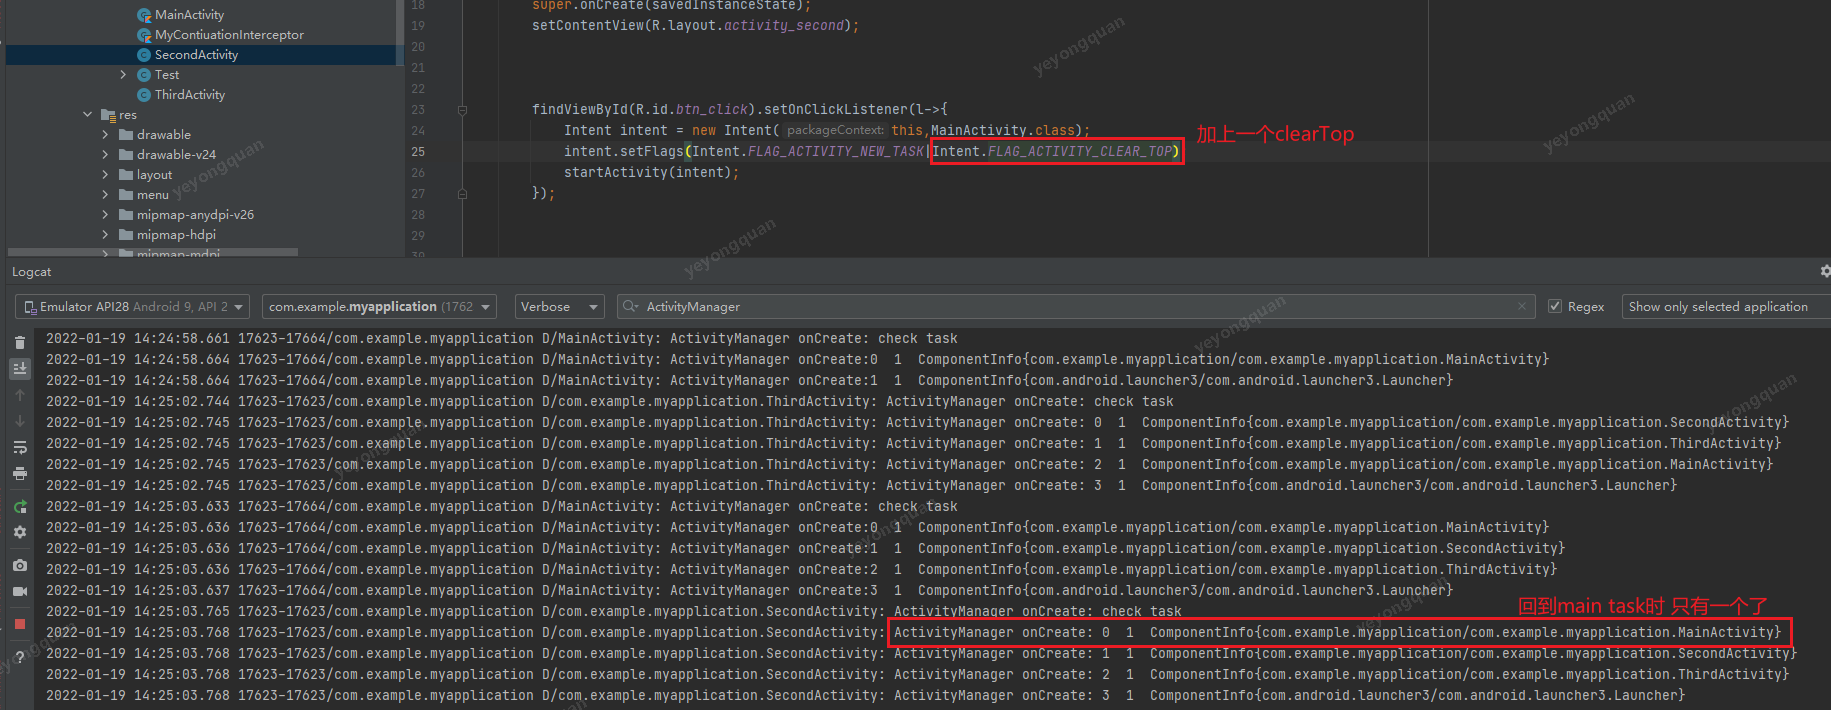 MainActivity
MyContiuationInterceptor
SecondActivity
Test
ThirdActivity
res
drawable
drawable-v24
layout
menu
mipmap-anydpi-v26
mipmap-hdpi
mipmap-mdpi
18 super.onCreate(savedInstanceState);
19 setContentView(R.layout.activity_second);
20
21
22
23 findViewById(R.id.btn_click).setOnClickListener(l->{
24 Intent intent = new Intent( packageContext: this,MainActivity.class);
25 intent.setFlags(Intent.FLAG_ACTIVITY_NEW_TASK|Intent.FLAG_ACTIVITY_CLEAR_TOP)
26 startActivity(intent);
27 });
28
29
30
加上一个clearTop
Logcat
Emulator API28 Android 9, API 2
com.example.myapplication (1762
Verbose
ActivityManager
Regex
Show only selected application
2022-01-19 14:24:58.661 17623-17664/com.example.myapplication D/MainActivity: ActivityManager onCreate: check task
2022-01-19 14:24:58.664 17623-17664/com.example.myapplication D/MainActivity: ActivityManager onCreate:0 1 ComponentInfo{com.example.myapplication/com.example.myapplication.MainActivity}
2022-01-19 14:24:58.664 17623-17664/com.example.myapplication D/MainActivity: ActivityManager onCreate:1 1 ComponentInfo{com.android.launcher3/com.android.launcher3.Launcher}
2022-01-19 14:25:02.744 17623-17623/com.example.myapplication D/com.example.myapplication.ThirdActivity: ActivityManager onCreate: check task
2022-01-19 14:25:02.745 17623-17623/com.example.myapplication D/com.example.myapplication.ThirdActivity: ActivityManager onCreate: 0 1 ComponentInfo{com.example.myapplication/com.example.myapplication.SecondActivity}
2022-01-19 14:25:02.745 17623-17623/com.example.myapplication D/com.example.myapplication.ThirdActivity: ActivityManager onCreate: 1 1 ComponentInfo{com.example.myapplication/com.example.myapplication.ThirdActivity}
2022-01-19 14:25:02.745 17623-17623/com.example.myapplication D/com.example.myapplication.ThirdActivity: ActivityManager onCreate: 2 1 ComponentInfo{com.example.myapplication/com.example.myapplication.MainActivity}
2022-01-19 14:25:02.745 17623-17623/com.example.myapplication D/com.example.myapplication.ThirdActivity: ActivityManager onCreate: 3 1 ComponentInfo{com.android.launcher3/com.android.launcher3.Launcher}
2022-01-19 14:25:03.633 17623-17664/com.example.myapplication D/MainActivity: ActivityManager onCreate: check task
2022-01-19 14:25:03.636 17623-17664/com.example.myapplication D/MainActivity: ActivityManager onCreate:0 1 ComponentInfo{com.example.myapplication/com.example.myapplication.MainActivity}
2022-01-19 14:25:03.636 17623-17664/com.example.myapplication D/MainActivity: ActivityManager onCreate:1 1 ComponentInfo{com.example.myapplication/com.example.myapplication.SecondActivity}
2022-01-19 14:25:03.636 17623-17664/com.example.myapplication D/MainActivity: ActivityManager onCreate:2 1 ComponentInfo{com.example.myapplication/com.example.myapplication.ThirdActivity}
2022-01-19 14:25:03.637 17623-17664/com.example.myapplication D/MainActivity: ActivityManager onCreate:3 1 ComponentInfo{com.android.launcher3/com.android.launcher3.Launcher}
2022-01-19 14:25:03.765 17623-17623/com.example.myapplication D/com.example.myapplication.SecondActivity: ActivityManager onCreate: check task
回到main task时 只有一个了
2022-01-19 14:25:03.768 17623-17623/com.example.myapplication D/com.example.myapplication.SecondActivity: ActivityManager onCreate: 0 1 ComponentInfo{com.example.myapplication/com.example.myapplication.MainActivity}
2022-01-19 14:25:03.768 17623-17623/com.example.myapplication D/com.example.myapplication.SecondActivity: ActivityManager onCreate: 1 1 ComponentInfo{com.example.myapplication/com.example.myapplication.SecondActivity}
2022-01-19 14:25:03.768 17623-17623/com.example.myapplication D/com.example.myapplication.SecondActivity: ActivityManager onCreate: 2 1 ComponentInfo{com.example.myapplication/com.example.myapplication.ThirdActivity}
2022-01-19 14:25:03.768 17623-17623/com.example.myapplication D/com.example.myapplication.SecondActivity: ActivityManager onCreate: 3 1 ComponentInfo{com.android.launcher3/com.android.launcher3.Launcher}
yeyongquan
yeyongquan
yeyongquan
yeyongquan
yeyongquan
yeyongquan
yeyongquan
yeyongquan
yeyongquan